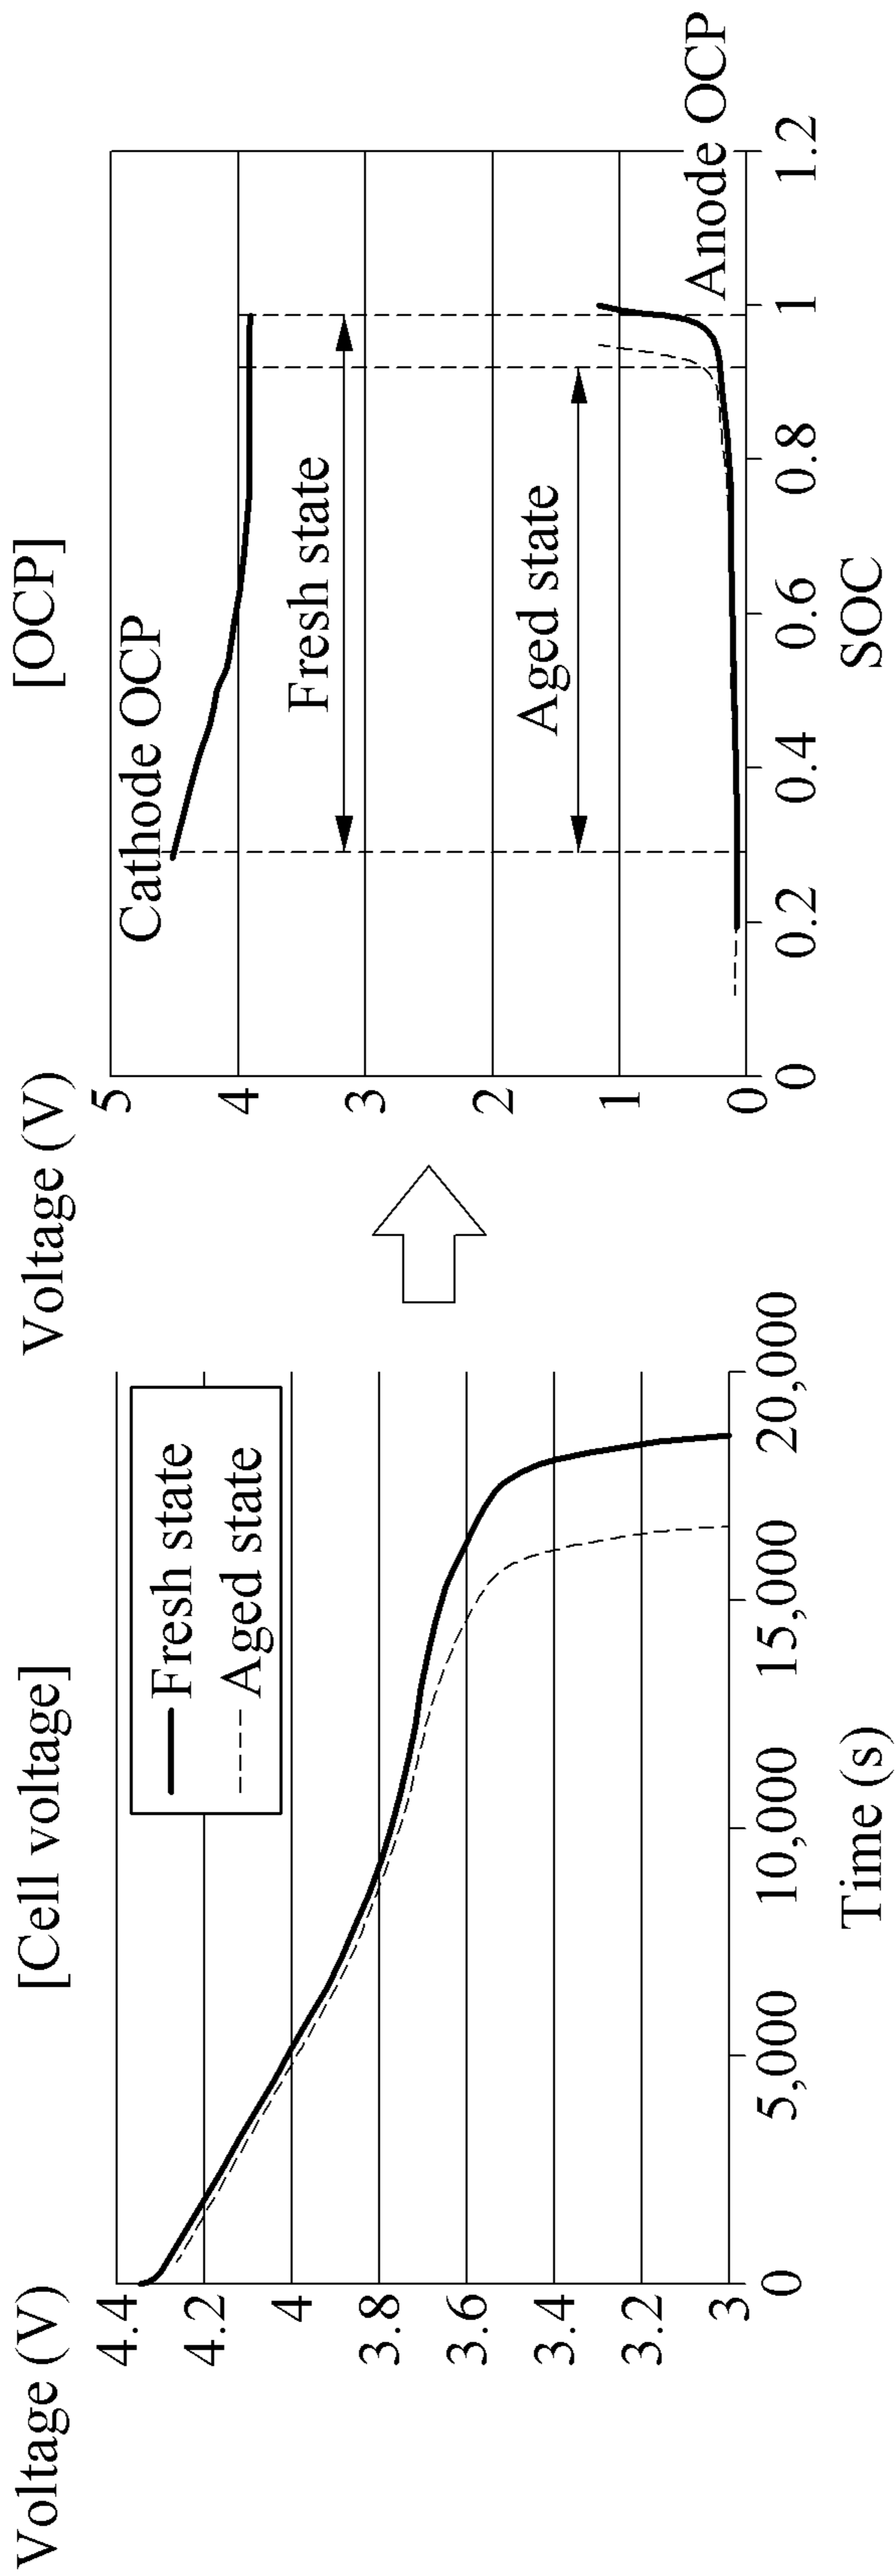 [Cell voltage]
Voltage (V)
4.4
4.2
4
3.8
3.6
3.4
3.2
3
Fresh state
Aged state
0
5,000
10,000
15,000
20,000
Time (s)
[OCP]
Voltage (V)
5
4
3
2
1
0
Cathode OCP
Fresh state
Aged state
Anode OCP
0
0.2
0.4
0.6
0.8
1
1.2
SOC